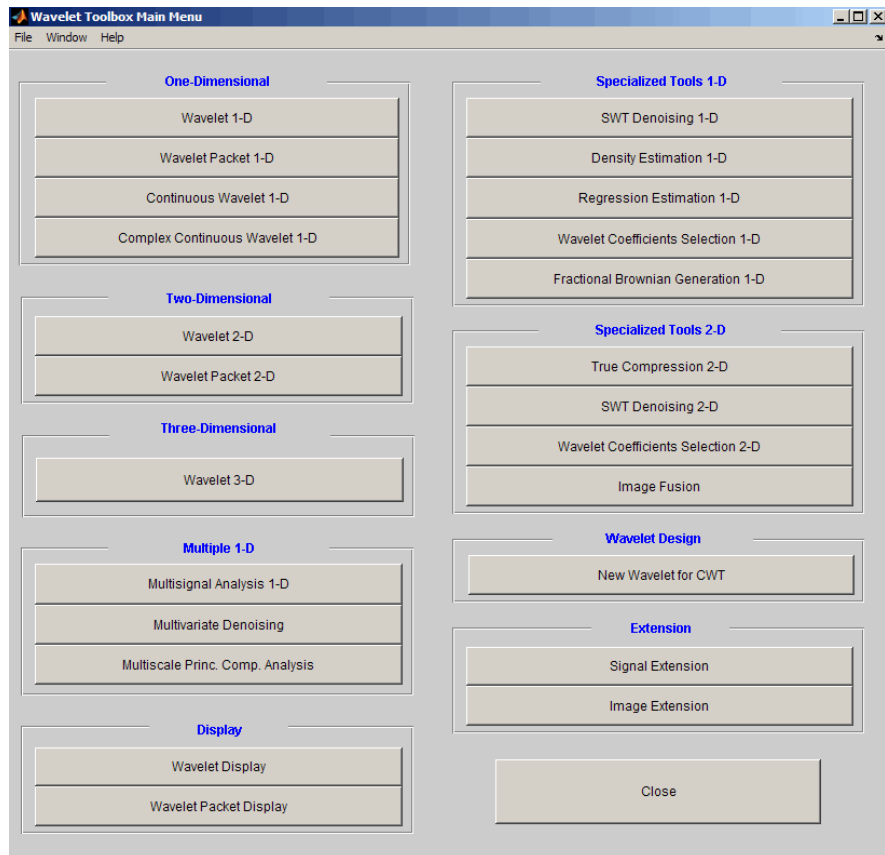 Wavelet Toolbox Main Menu
File Window Help
One-Dimensional
Wavelet 1-D
Wavelet Packet 1-D
Continuous Wavelet 1-D
Complex Continuous Wavelet 1-D
Two-Dimensional
Wavelet 2-D
Wavelet Packet 2-D
Three-Dimensional
Wavelet 3-D
Multiple 1-D
Multisignal Analysis 1-D
Multivariate Denoising
Multiscale Princ. Comp. Analysis
Display
Wavelet Display
Wavelet Packet Display
Specialized Tools 1-D
SWT Denoising 1-D
Density Estimation 1-D
Regression Estimation 1-D
Wavelet Coefficients Selection 1-D
Fractional Brownian Generation 1-D
Specialized Tools 2-D
True Compression 2-D
SWT Denoising 2-D
Wavelet Coefficients Selection 2-D
Image Fusion
Wavelet Design
New Wavelet for CWT
Extension
Signal Extension
Image Extension
Close